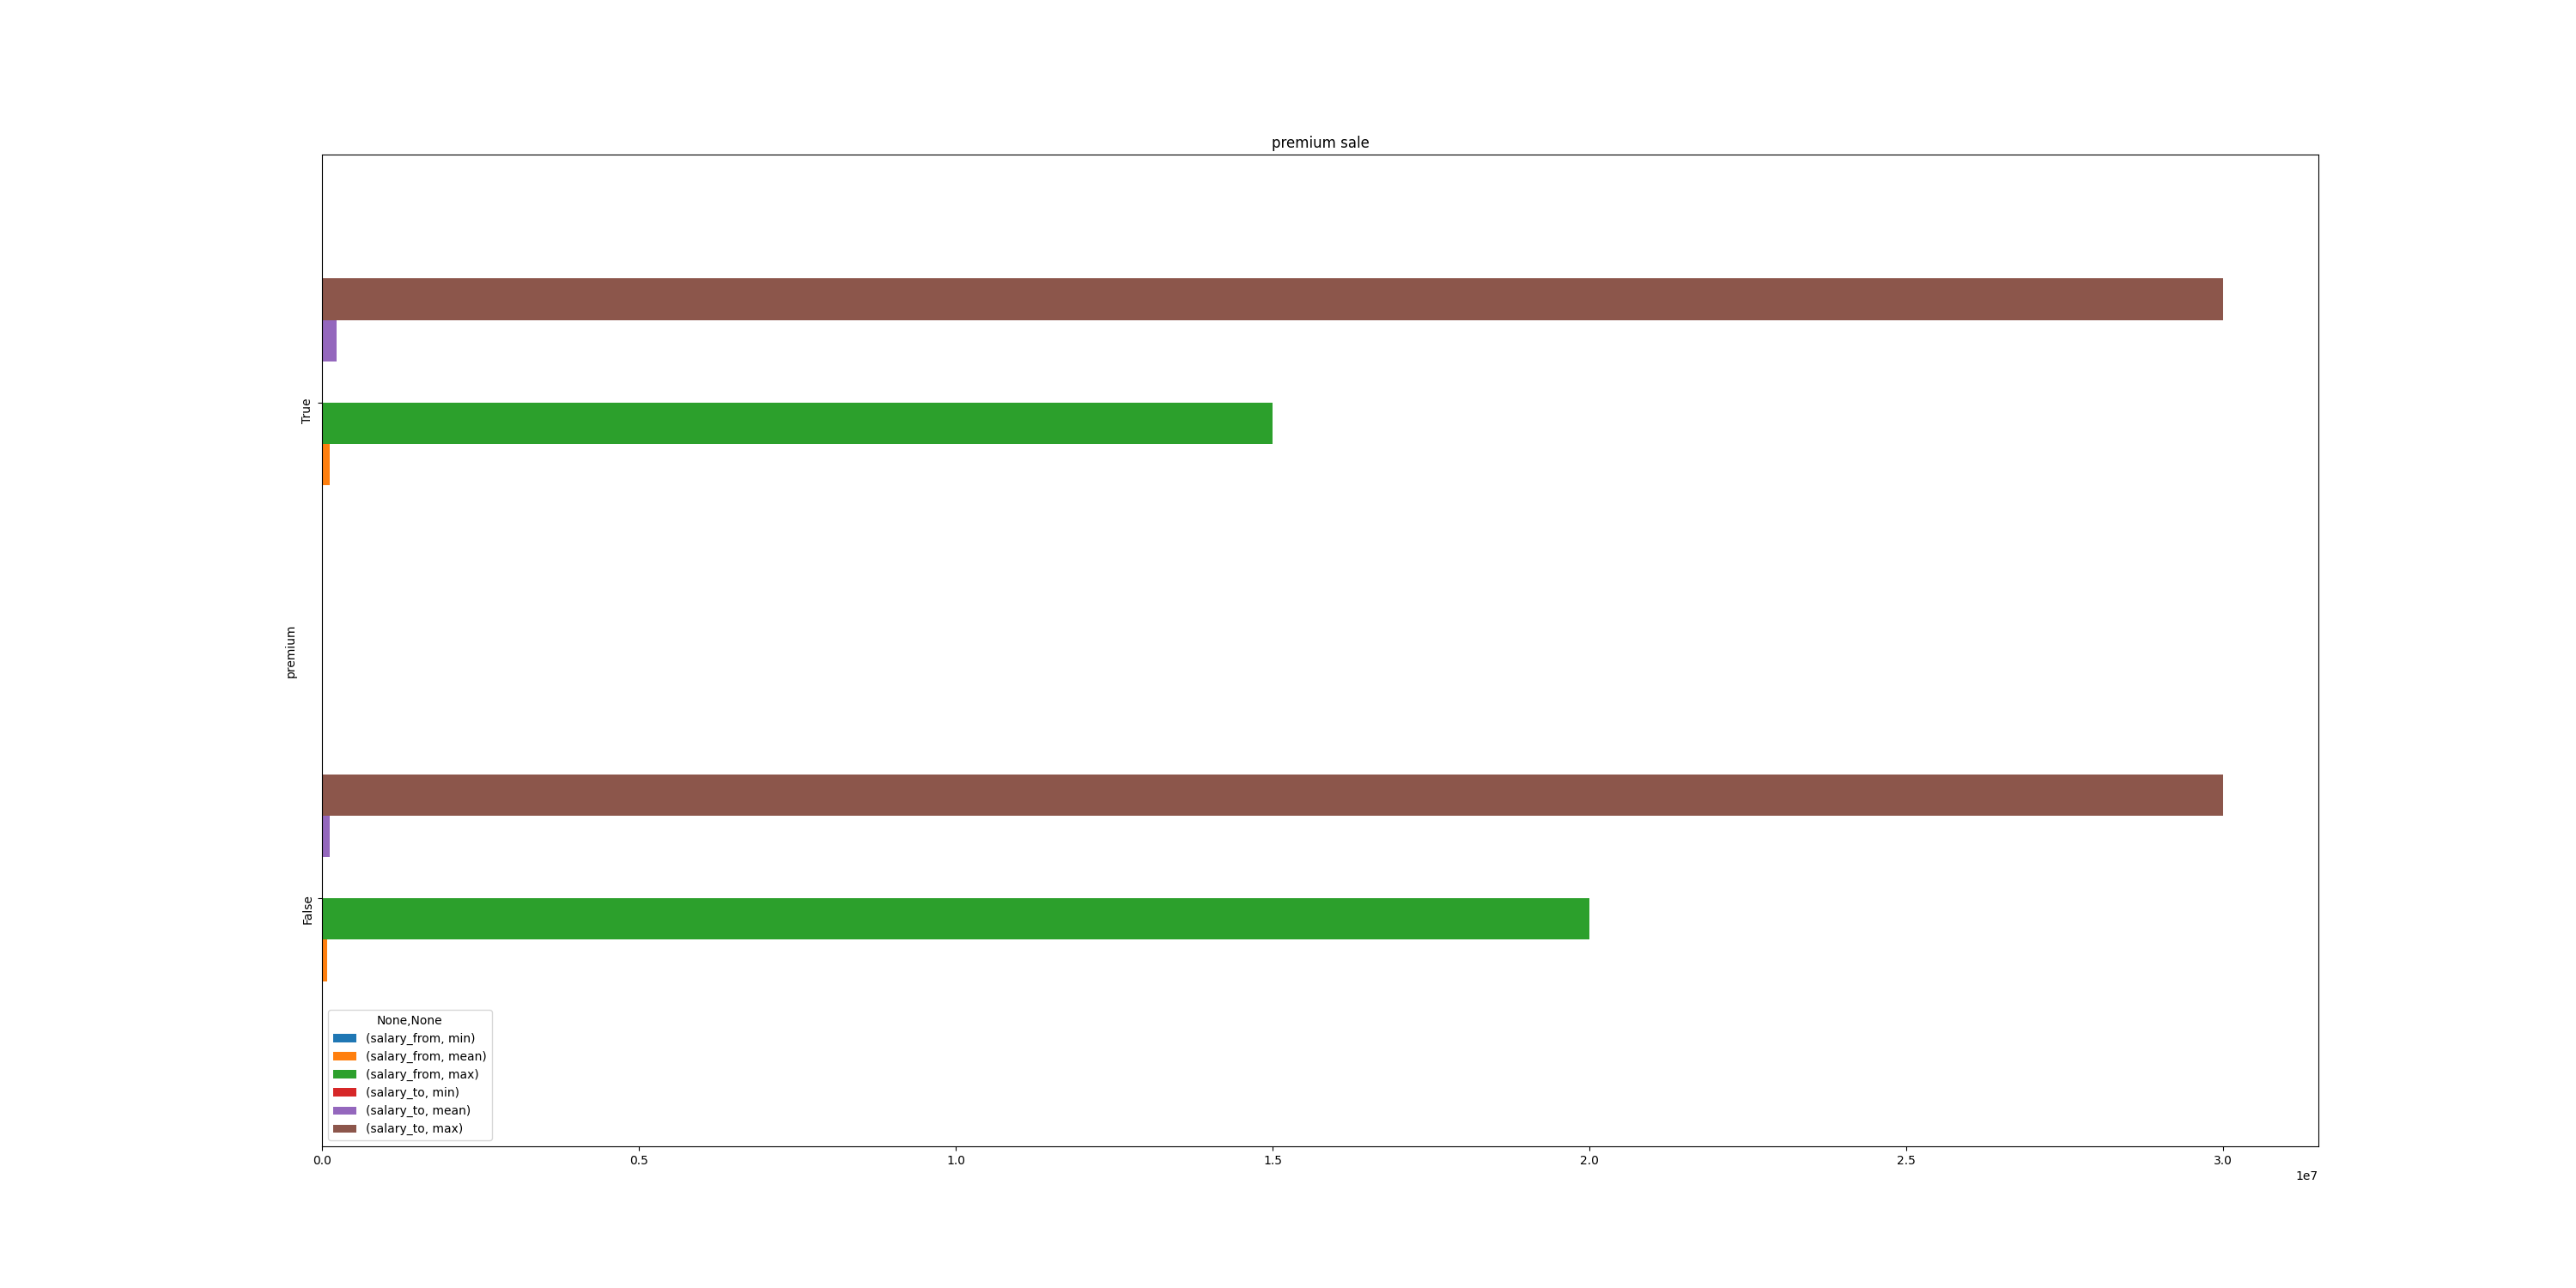 premium sale
True
premium
False
None,None
(salary_from, min)
(salary_from, mean)
(salary_from, max)
(salary_to, min)
(salary_to, mean)
(salary_to, max)
0.0 0.5 1.0 1.5 2.0 2.5 3.0
1e7